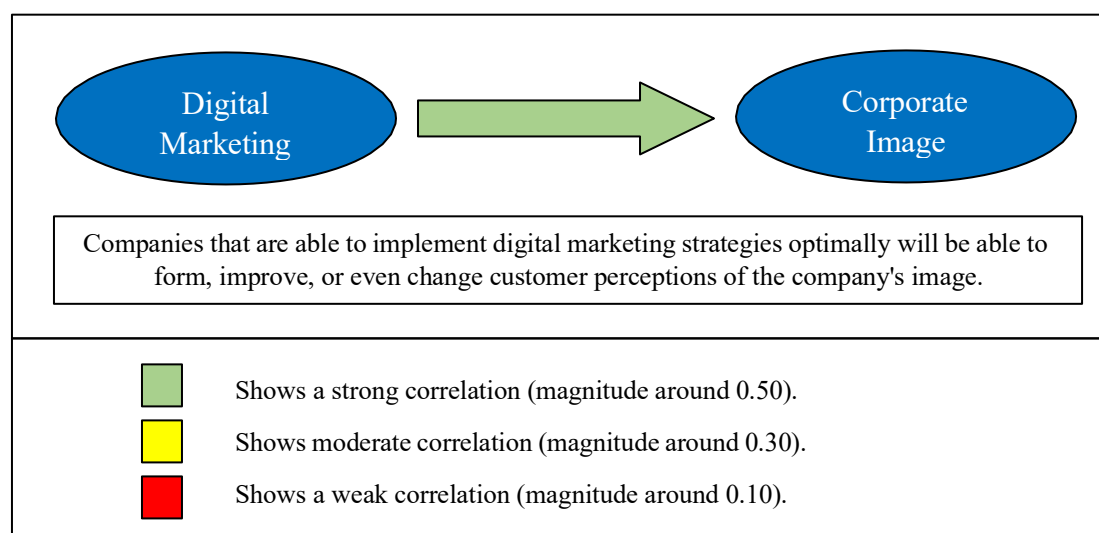 Digital
Marketing
Corporate
Image
Companies that are able to implement digital marketing strategies optimally will be able to
form, improve, or even change customer perceptions of the company's image.
Shows a strong correlation (magnitude around 0.50).
Shows moderate correlation (magnitude around 0.30).
Shows a weak correlation (magnitude around 0.10).